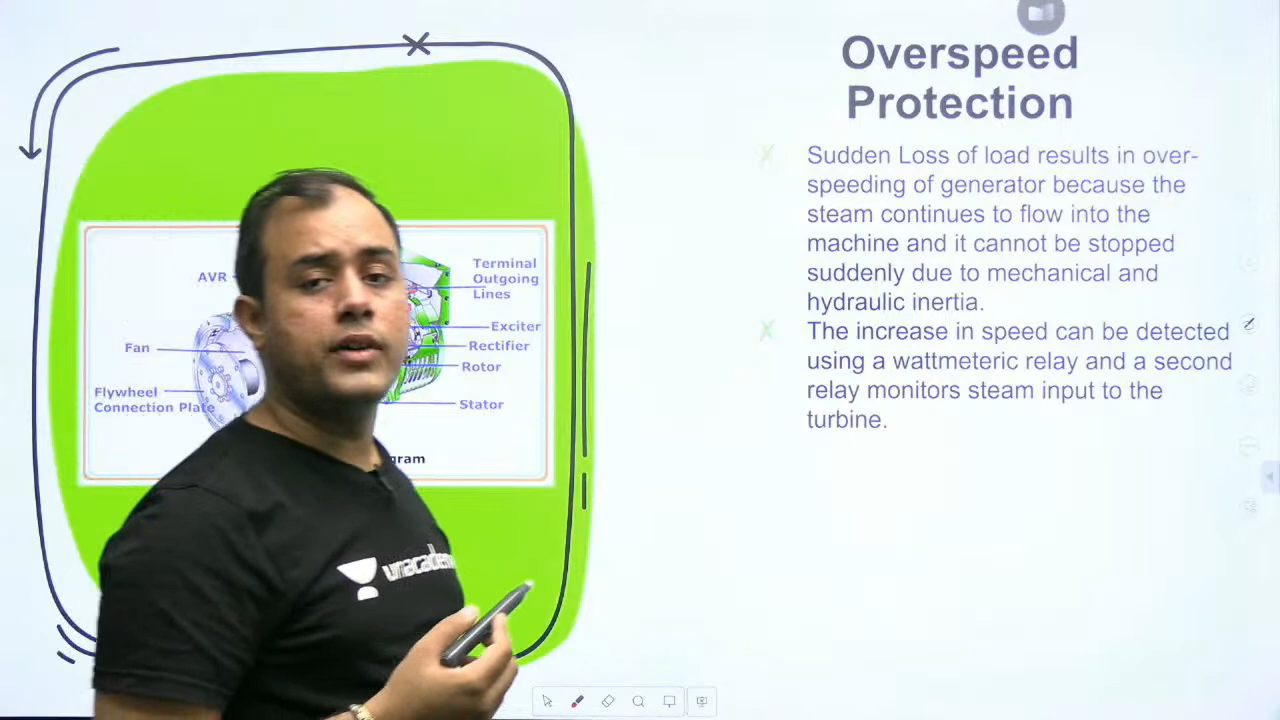 Overspeed
Protection
Sudden Loss of load results in over-
speeding of generator because the
steam continues to flow into the
machine and it cannot be stopped
suddenly due to mechanical and
hydraulic inertia.
The increase in speed can be detected
using a wattmeteric relay and a second
relay monitors steam input to the
turbine.
AVR
Fan
Flywheel
Connection Plate
Terminal
Outgoing
Lines
Exciter
Rectifier
Rotor
Stator
gram
unacadem